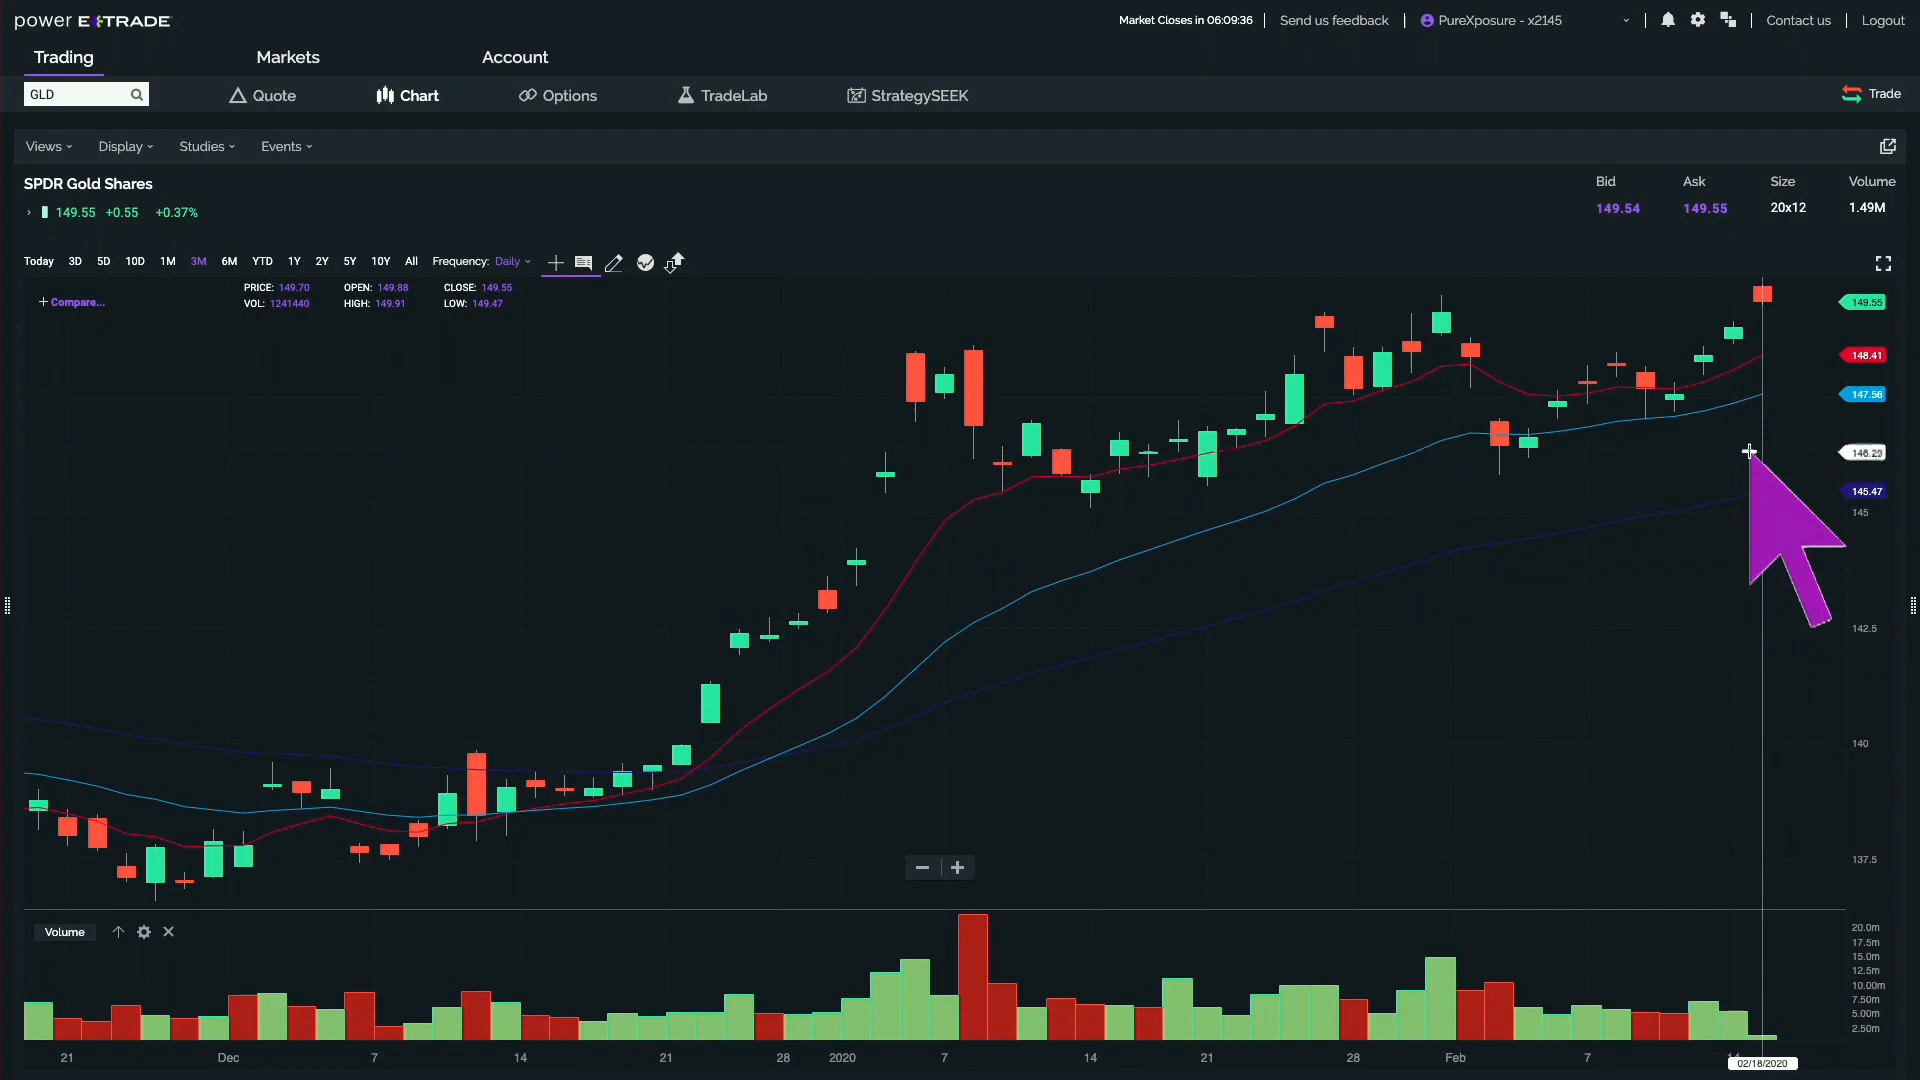 power E*TRADE
Market Closes in 06:09:36
Send us feedback
PureXposure - x2145
Contact us
Logout
Trading
Markets
Account
GLD
Quote
Chart
Options
TradeLab
StrategySEEK
Trade
Views
Display
Studies
Events
SPDR Gold Shares
Bid
Ask
Size
Volume
149.55 +0.55 +0.37%
149.54
149.55
20x12
1.49M
Today 3D 5D 10D 1M 3M 6M YTD 1Y 2Y 5Y 10Y All Frequency: Daily
+ Compare...
PRICE: 149.70 OPEN: 149.88 CLOSE: 149.55
VOL: 1241440 HIGH: 149.91 LOW: 149.47
149.55
148.41
147.56
145.47
145
142.5
140
137.5
Volume
20.0m
17.5m
15.0m
12.5m
10.00m
7.50m
5.00m
2.50m
21 Dec 7 14 21 28 2020 7 14 21 28 Feb 7
02/18/2020